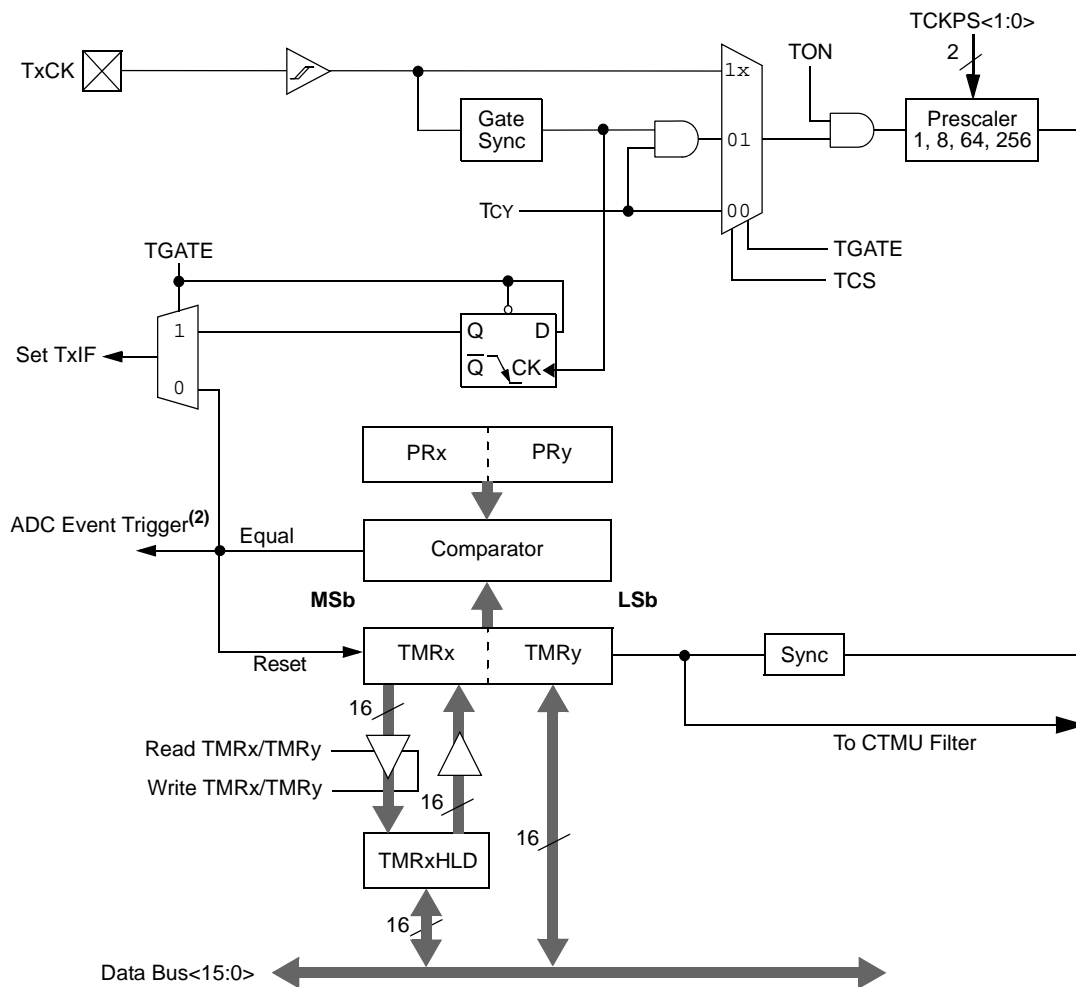 TCKPS<1:0>
2
TxCK
TON
1x
Prescaler
1, 8, 64, 256
Gate
Sync
01
TCY
00
TGATE
TCS
TGATE
1
Q
D
Set TxIF
Q
CK
0
PRx
PRy
ADC Event Trigger(2)
Equal
Comparator
MSb
LSb
Reset
TMRx
TMRy
Sync
16
To CTMU Filter
Read TMRx/TMRy
Write TMRx/TMRy
16
16
TMRxHLD
16
Data Bus<15:0>